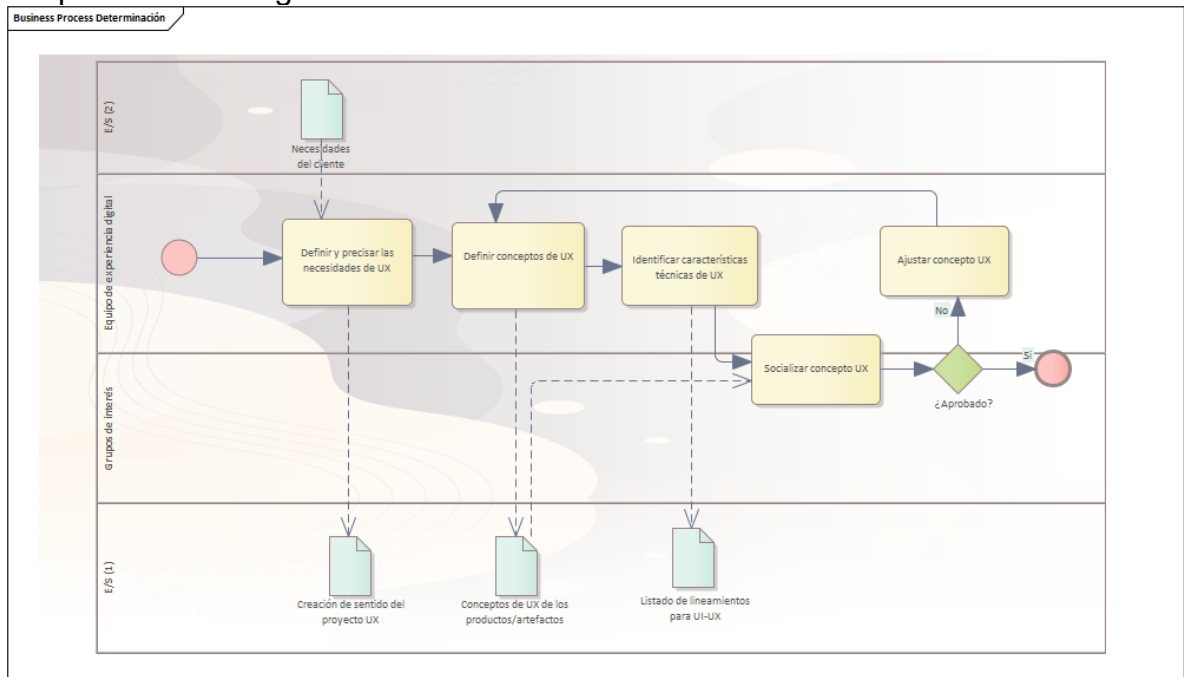 Business Process Determinación
E/S (2)
Necesidades
del cliente
Equipo de experiencia digital
Definir y precisar las
necesidades de UX
Definir conceptos de UX
Identificar características
técnicas de UX
Ajustar concepto UX
No
Si
Socializar concepto UX
¿Aprobado?
Grupos de interés
E/S (1)
Creación de sentido del
proyecto UX
Conceptos de UX de los
productos/artefactos
Listado de lineamientos
para UT-UX